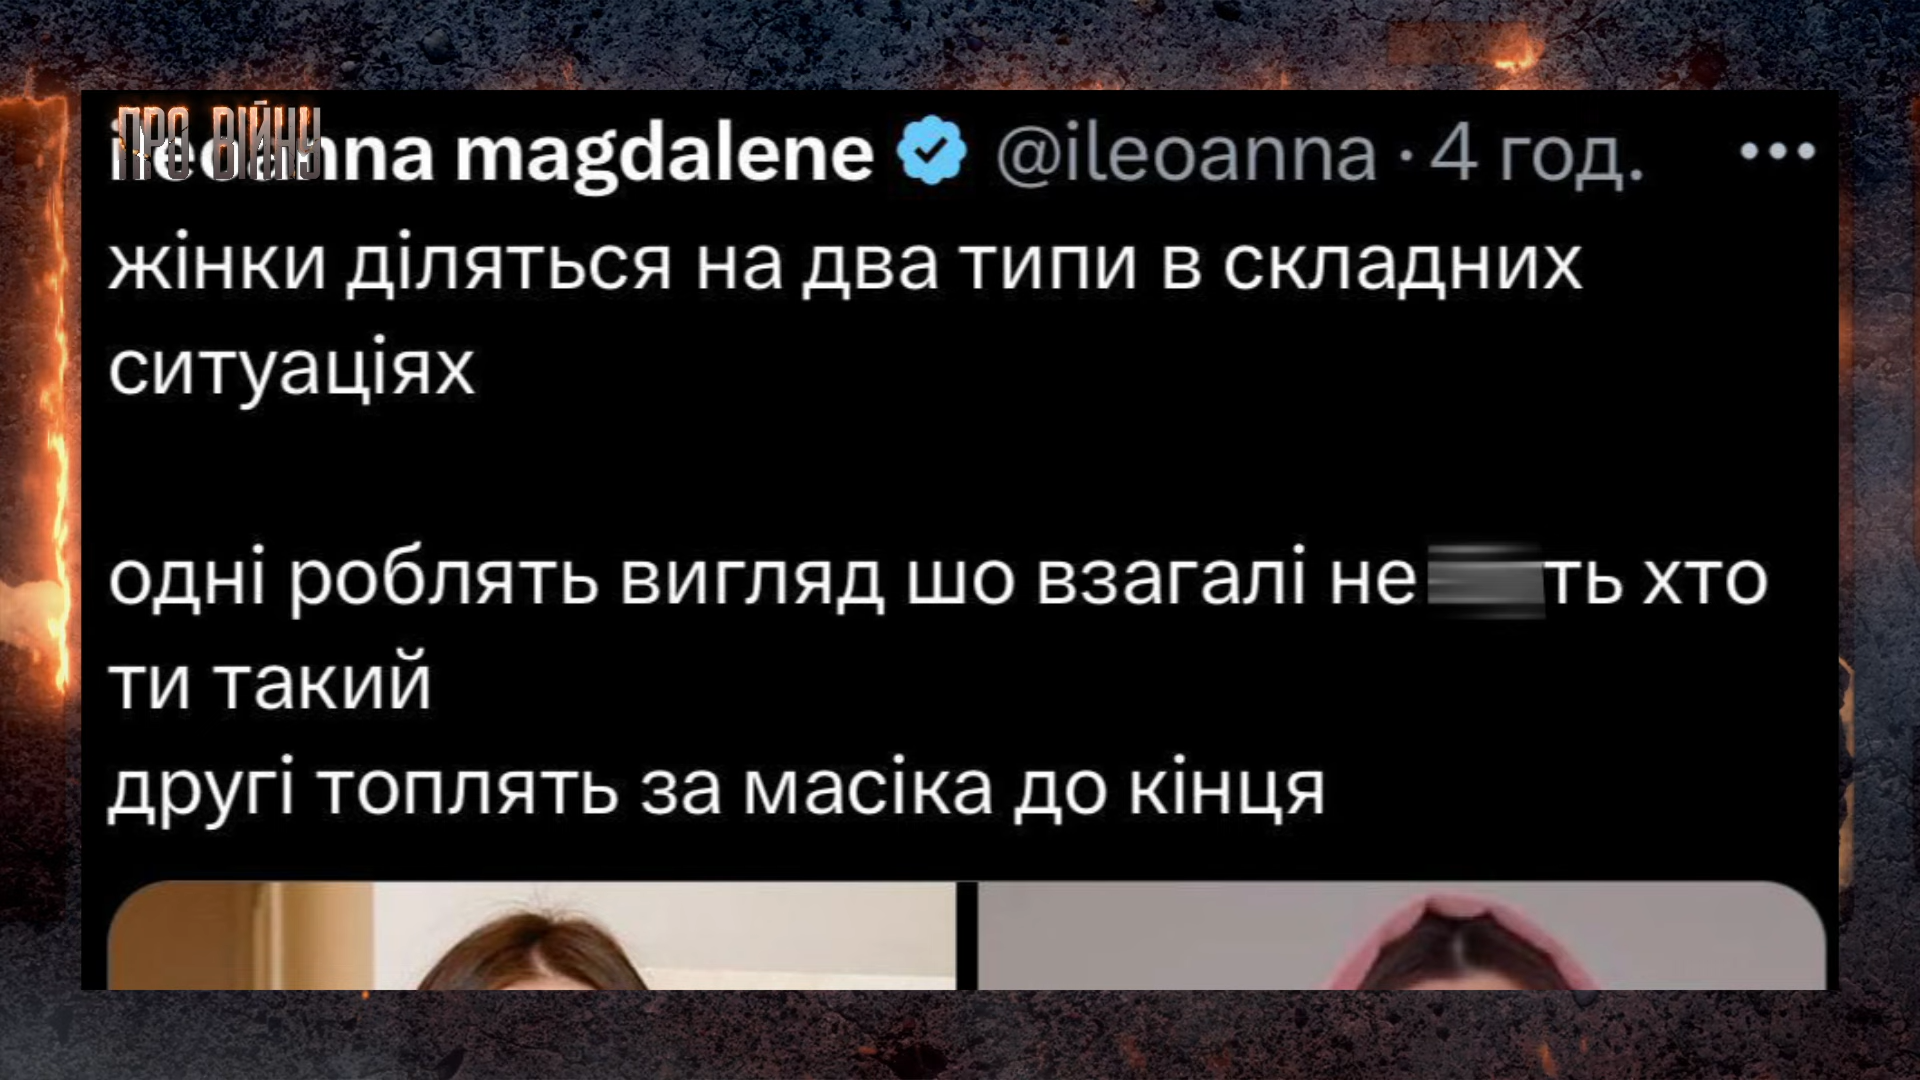 ПРО ВІЙНУ
magdalene @ileoanna · 4 год.
жінки діляться на два типи в складних
ситуаціях
одні роблять вигляд шо взагалі не ть хто
ти такий
другі топлять за масіка до кінця